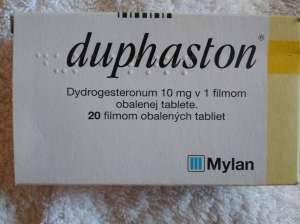 duphaston®
Dydrogesteronum 10 mg v 1 filmom
obalenej tablete.
20 filmom obalených tabliet
Mylan